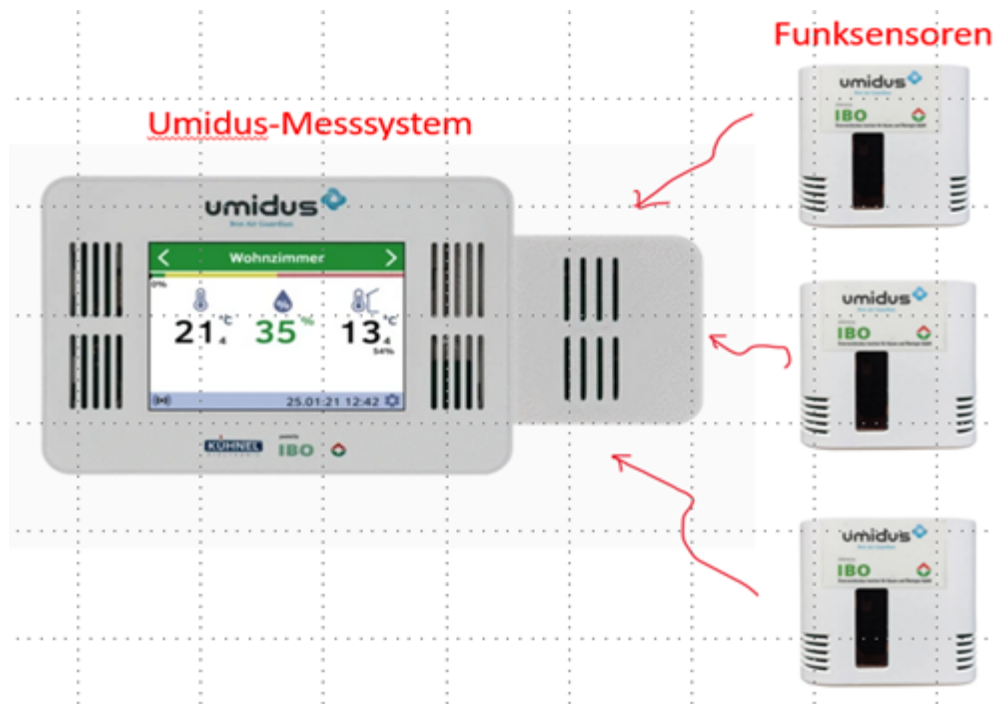 Funksensoren
Umidus-Messsystem
umidus
Wohnzimmer
0%
21,4 °C 35 % 13,4 °C
54%
25.01:21 12:42
KÜHNEL
IBO
umidus
IBO
umidus
IBO
umidus
IBO